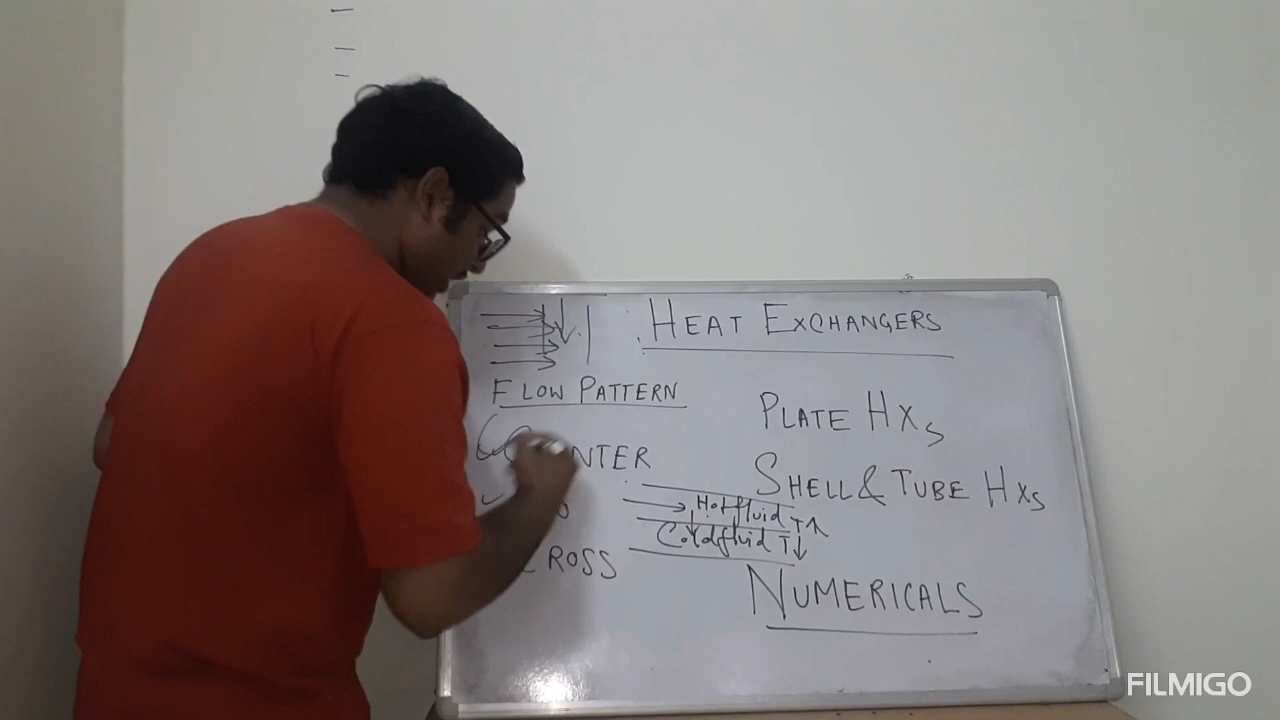 HEAT EXCHANGERS
FLOW PATTERN
NTER
ROSS
PLATE HXs
SHELL & TUBE HXs
Hot fluid T↑
Cold fluid T↓
NUMERICALS
FILMIGO